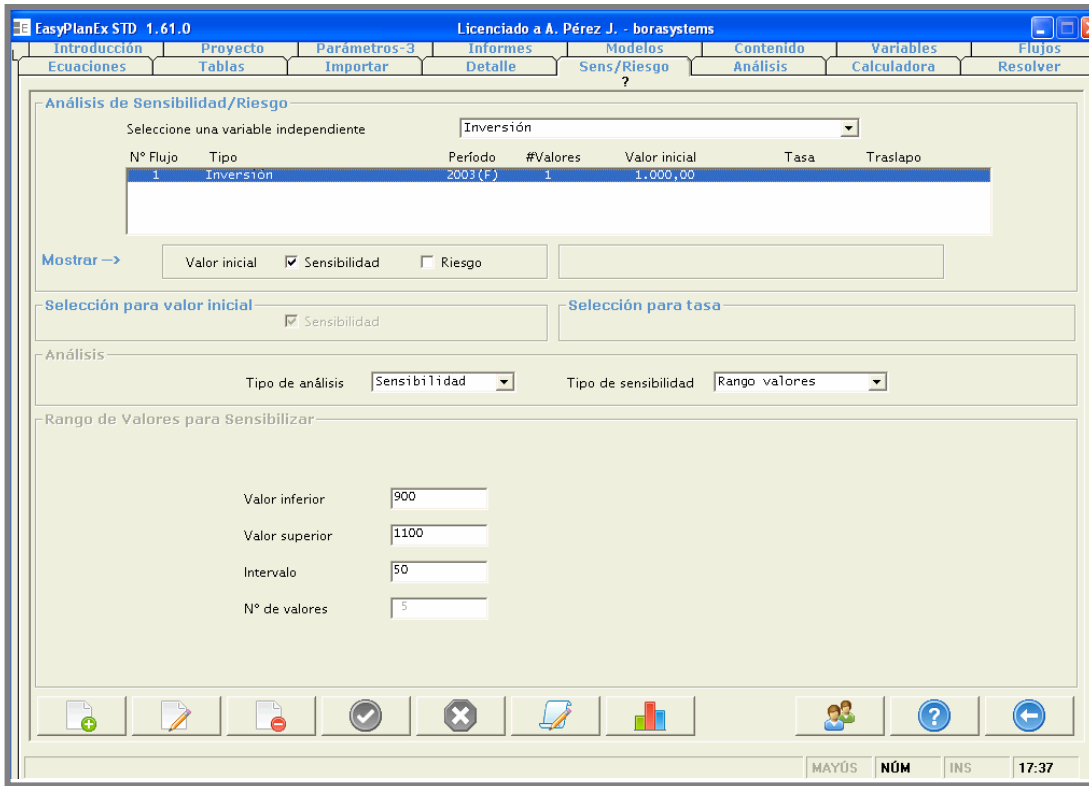 E EasyPlanEx STD 1.61.0 Licenciado a A. Pérez J. - borasystems
Introducción Proyecto Parámetros-3 Informes Modelos Contenido Variables Flujos
Ecuaciones Tablas Importar Detalle Sens/Riesgo Análisis Calculadora Resolver
?
Análisis de Sensibilidad/Riesgo
Seleccione una variable independiente Inversión
N° Flujo Tipo Período #Valores Valor inicial Tasa Traslapo
1 Inversión 2003(F) 1 1.000,00
Mostrar --> Valor inicial Sensibilidad Riesgo
Selección para valor inicial Selección para tasa
Sensibilidad
Análisis
Tipo de análisis Sensibilidad Tipo de sensibilidad Rango valores
Rango de Valores para Sensibilizar
Valor inferior 900
Valor superior 1100
Intervalo 50
N° de valores 5
?
MAYÚS NÚM INS 17:37